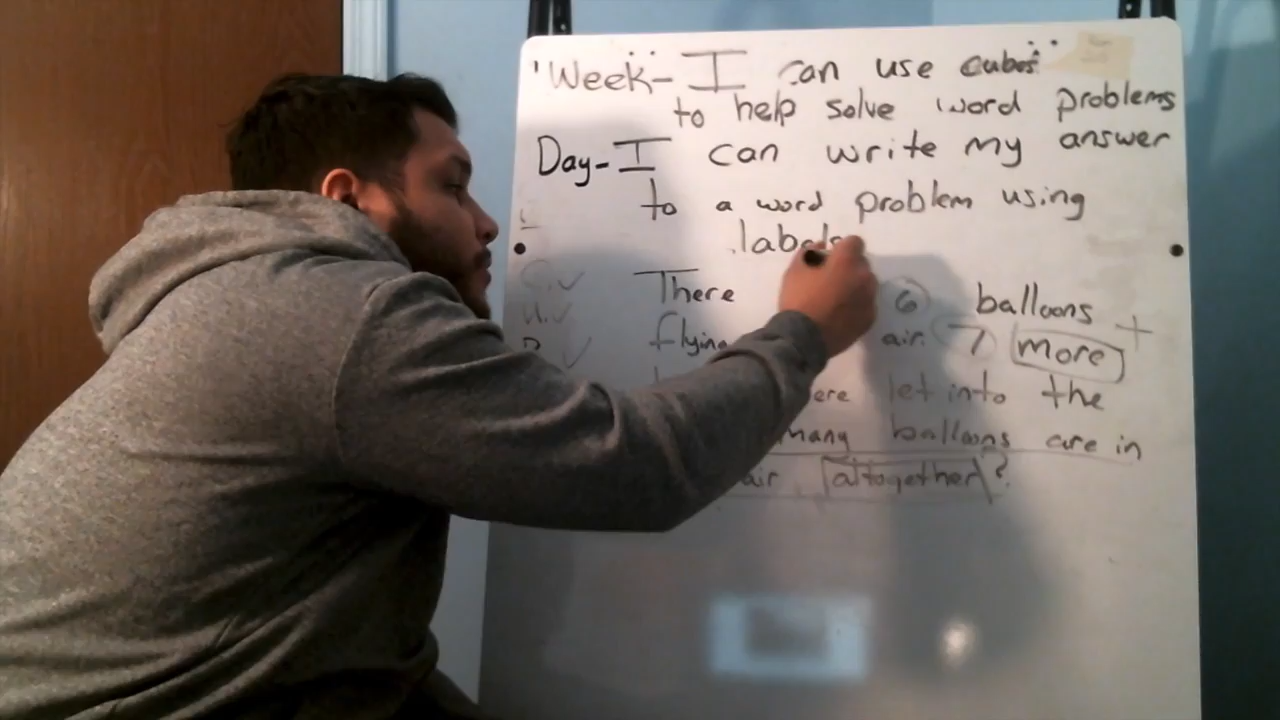 Week- I can use cubes
to help solve word problems
Day- I can write my answer
to a word problem using
labels
There 6 balloons
flying air. 7 more +
let into the
many balloons are in
air altogether?
C. ✓
U. ✓